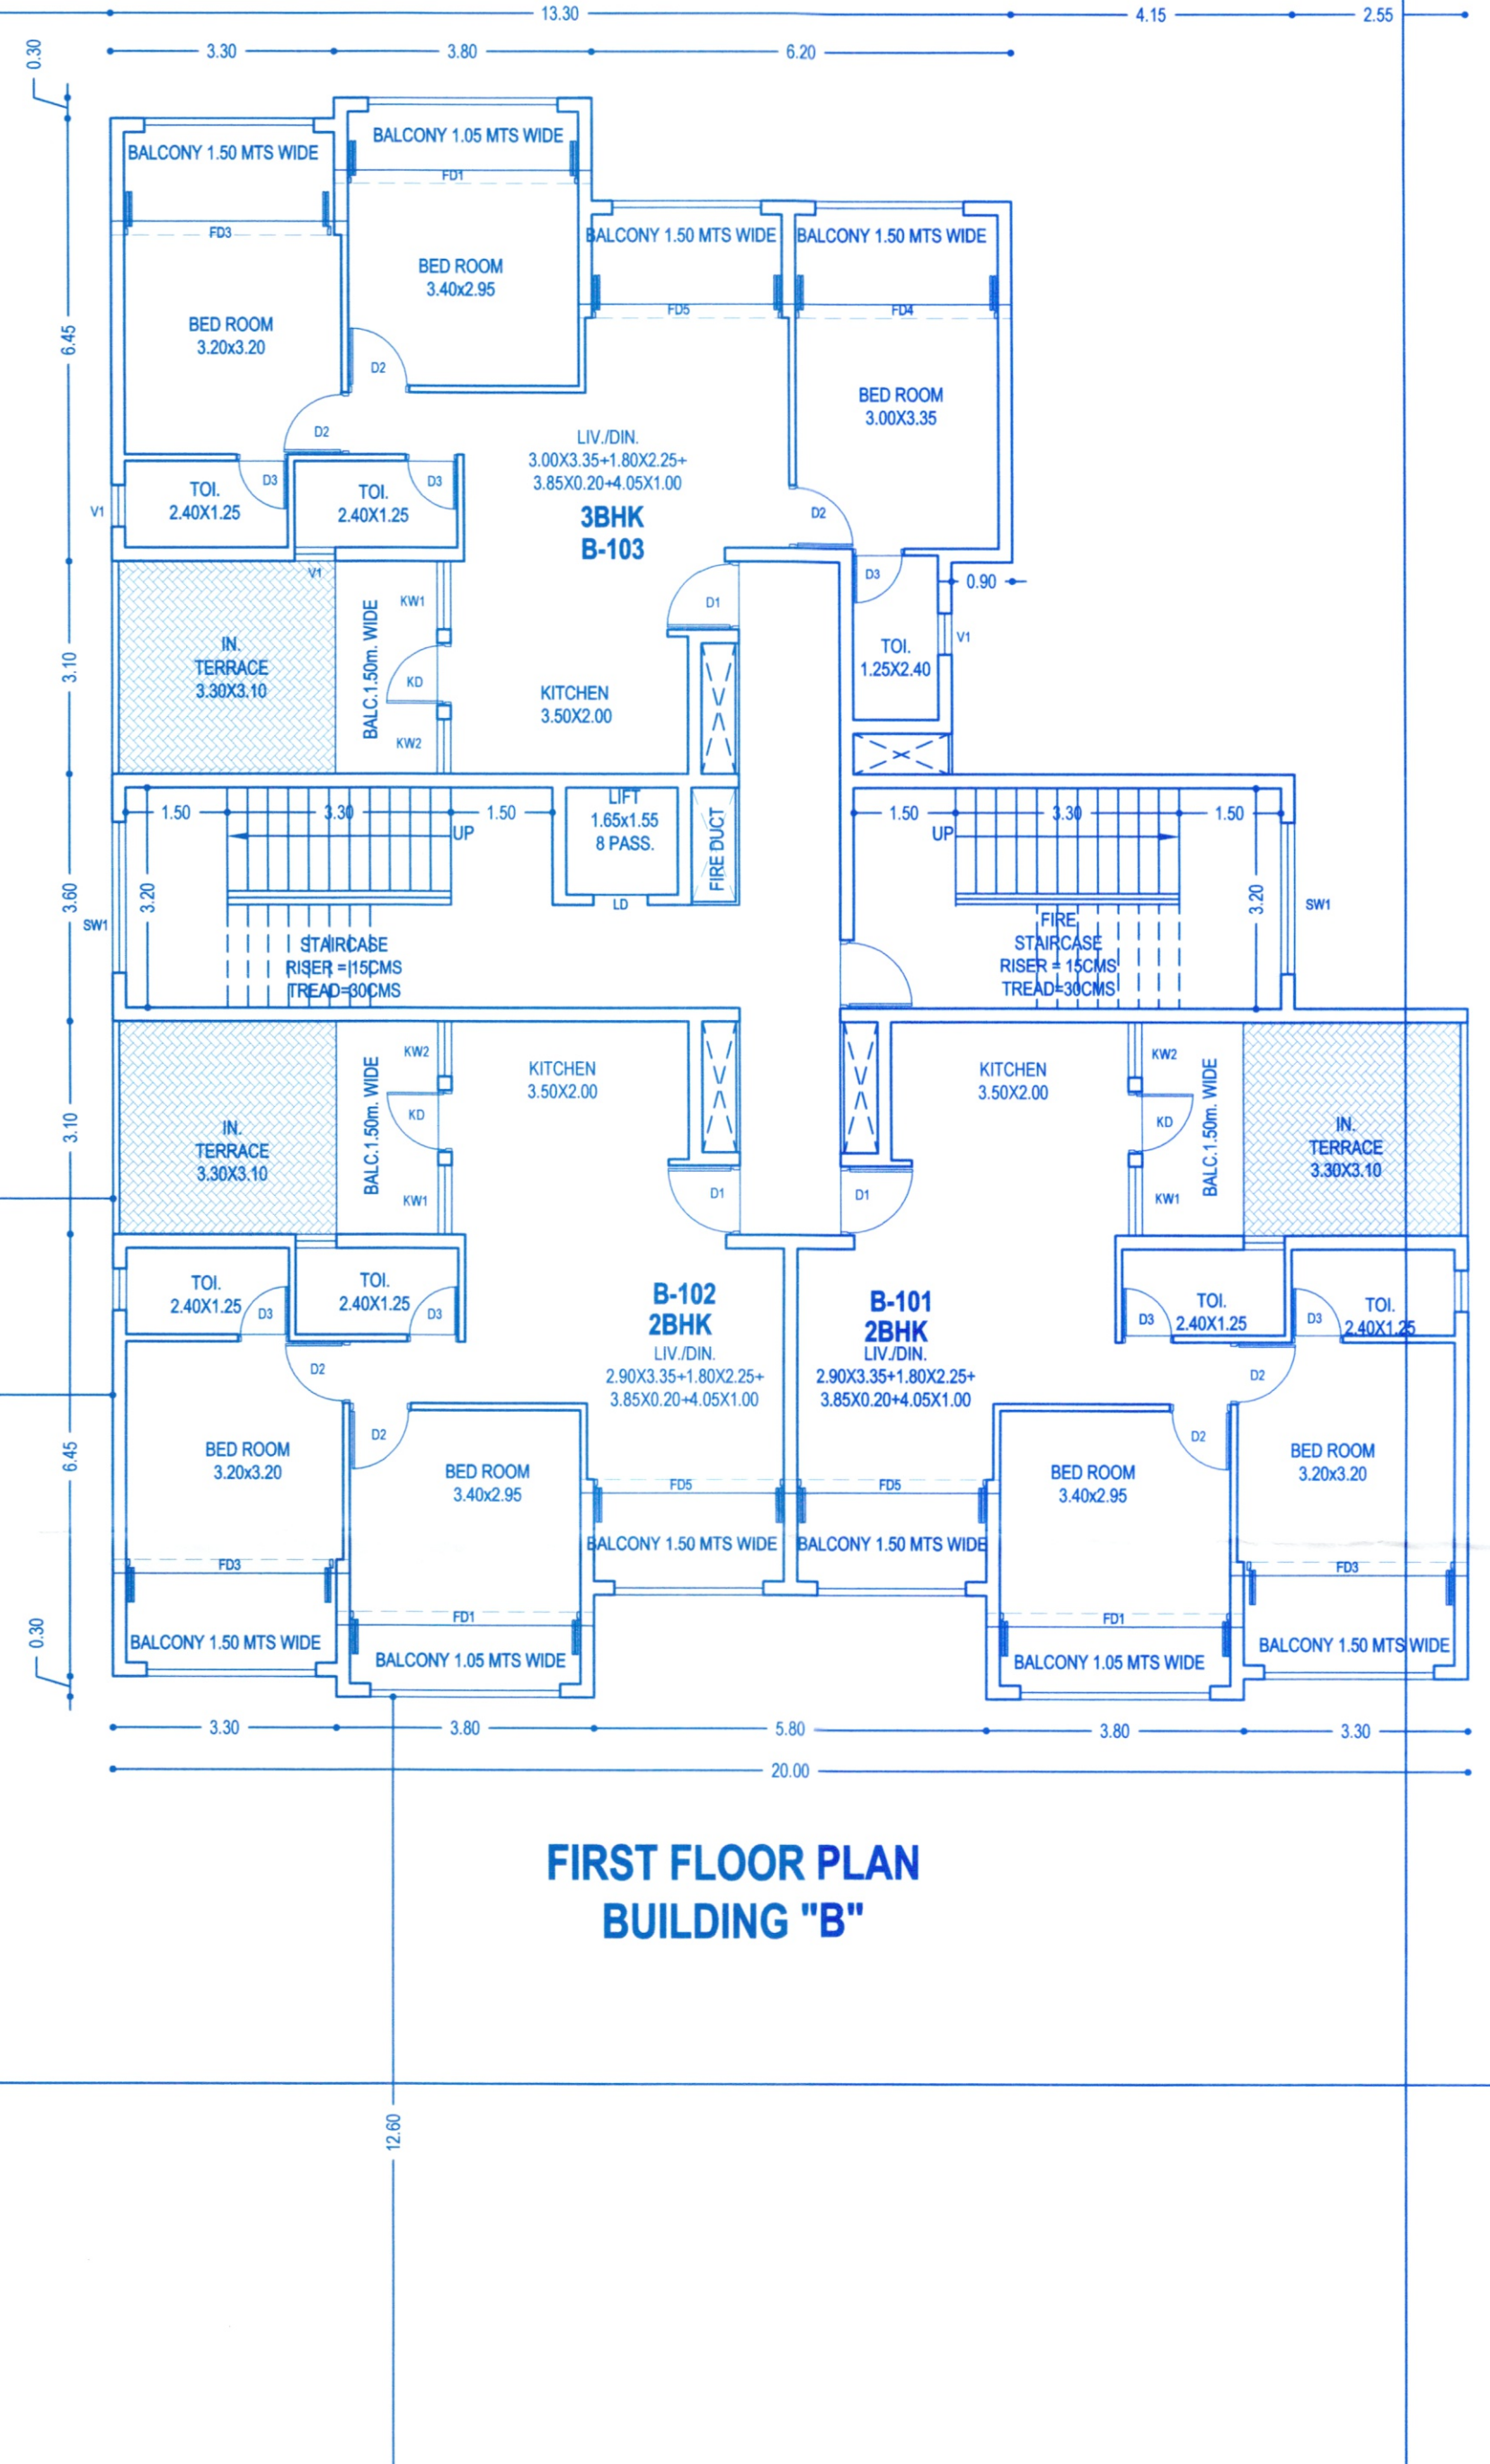 13.30
4.15
2.55
3.30
3.80
6.20
0.30
BALCONY 1.50 MTS WIDE
BALCONY 1.05 MTS WIDE
FD1
FD3
BALCONY 1.50 MTS WIDE
BALCONY 1.50 MTS WIDE
FD5
FD4
BED ROOM
3.40x2.95
BED ROOM
3.20x3.20
6.45
D2
D2
BED ROOM
3.00X3.35
LIV./DIN.
3.00X3.35+1.80X2.25+
3.85X0.20+4.05X1.00
3BHK
B-103
TOI.
2.40X1.25
D3
TOI.
2.40X1.25
D3
V1
D2
V1
D3
0.90
KW1
D1
BALC.1.50m. WIDE
IN.
TERRACE
3.30X3.10
3.10
KD
TOI.
1.25X2.40
V1
KITCHEN
3.50X2.00
KW2
1.50
3.30
1.50
UP
LIFT
1.65x1.55
8 PASS.
FIRE DUCT
LD
1.50
3.30
1.50
UP
3.60
3.20
SW1
STAIRCASE
RISER = 15CMS
TREAD=30CMS
FIRE
STAIRCASE
RISER = 15CMS
TREAD=30CMS
3.20
SW1
KW2
KITCHEN
3.50X2.00
KITCHEN
3.50X2.00
KW2
BALC.1.50m. WIDE
KD
KD
BALC.1.50m. WIDE
3.10
IN.
TERRACE
3.30X3.10
IN.
TERRACE
3.30X3.10
KW1
D1
D1
KW1
TOI.
2.40X1.25
D3
TOI.
2.40X1.25
D3
B-102
2BHK
LIV./DIN.
2.90X3.35+1.80X2.25+
3.85X0.20+4.05X1.00
B-101
2BHK
LIV./DIN.
2.90X3.35+1.80X2.25+
3.85X0.20+4.05X1.00
D3
TOI.
2.40X1.25
D3
TOI.
2.40X1.25
D2
D2
D2
D2
6.45
BED ROOM
3.20x3.20
BED ROOM
3.40x2.95
BED ROOM
3.40x2.95
BED ROOM
3.20x3.20
FD5
FD5
BALCONY 1.50 MTS WIDE
BALCONY 1.50 MTS WIDE
FD3
FD3
FD1
FD1
0.30
BALCONY 1.50 MTS WIDE
BALCONY 1.05 MTS WIDE
BALCONY 1.05 MTS WIDE
BALCONY 1.50 MTS WIDE
3.30
3.80
5.80
3.80
3.30
20.00
FIRST FLOOR PLAN
BUILDING "B"
12.60